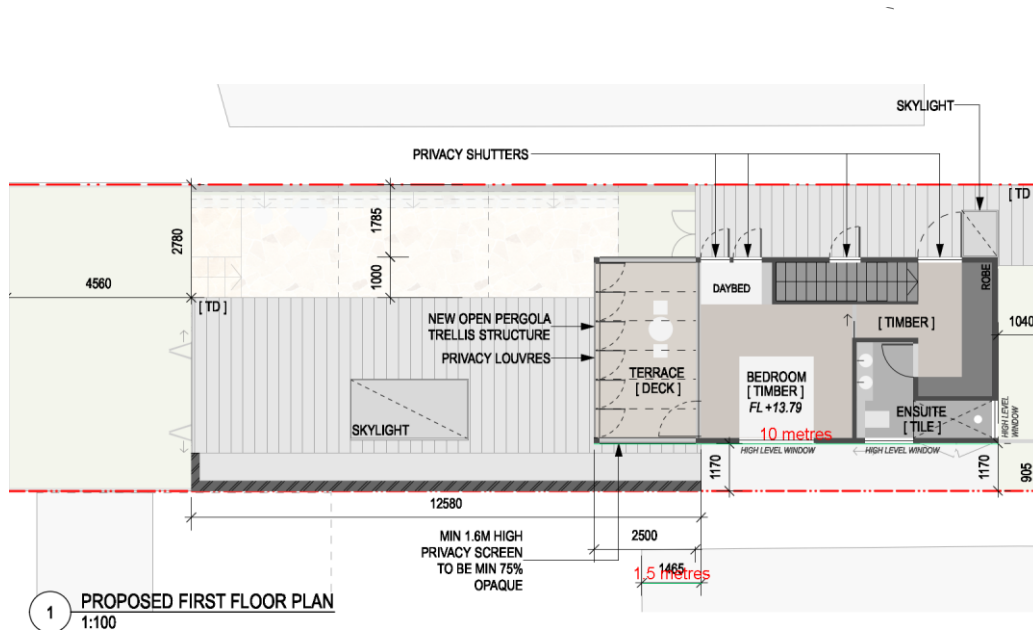 SKYLIGHT
PRIVACY SHUTTERS
[ TD
2780
1785
1000
4560
[ TD ]
DAYBED
ROBE
[ TIMBER ]
1040
NEW OPEN PERGOLA
TRELLIS STRUCTURE
PRIVACY LOUVRES
TERRACE
[ DECK ]
BEDROOM
[ TIMBER ]
FL +13.79
ENSUITE
[ TILE ]
SKYLIGHT
10 metres
HIGH LEVEL WINDOW
HIGH LEVEL WINDOW
HIGH LEVEL
WINDOW
1170
1170
905
12580
MIN 1.6M HIGH
PRIVACY SCREEN
TO BE MIN 75%
OPAQUE
2500
1465
1.5 metres
1 PROPOSED FIRST FLOOR PLAN
1:100